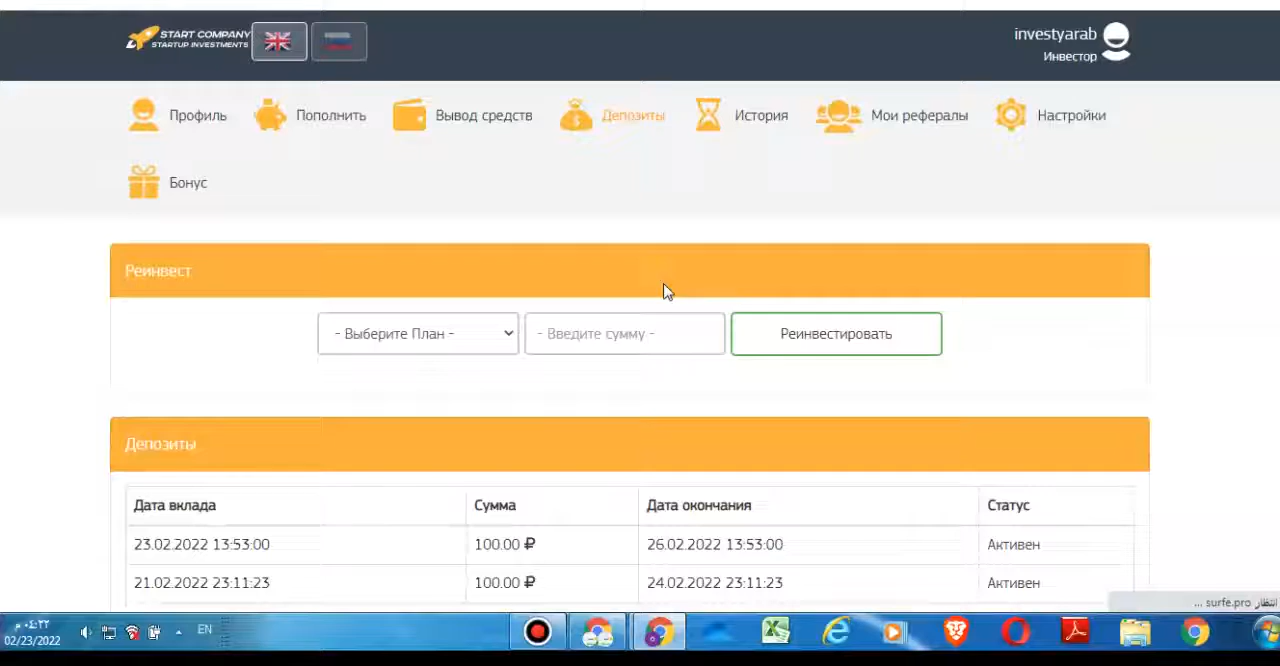 START COMPANY
STARTUP INVESTMENTS
investyarab
Инвестор
Профиль
Пополнить
Вывод средств
Депозиты
История
Мои рефералы
Настройки
Бонус
Реинвест
- Выберите План -
- Введите сумму -
Реинвестировать
Депозиты
Дата вклада Сумма Дата окончания Статус
23.02.2022 13:53:00 100.00 ₽ 26.02.2022 13:53:00 Активен
21.02.2022 23:11:23 100.00 ₽ 24.02.2022 23:11:23 Активен
انتظار surfe.pro ...
EN
02/23/2022